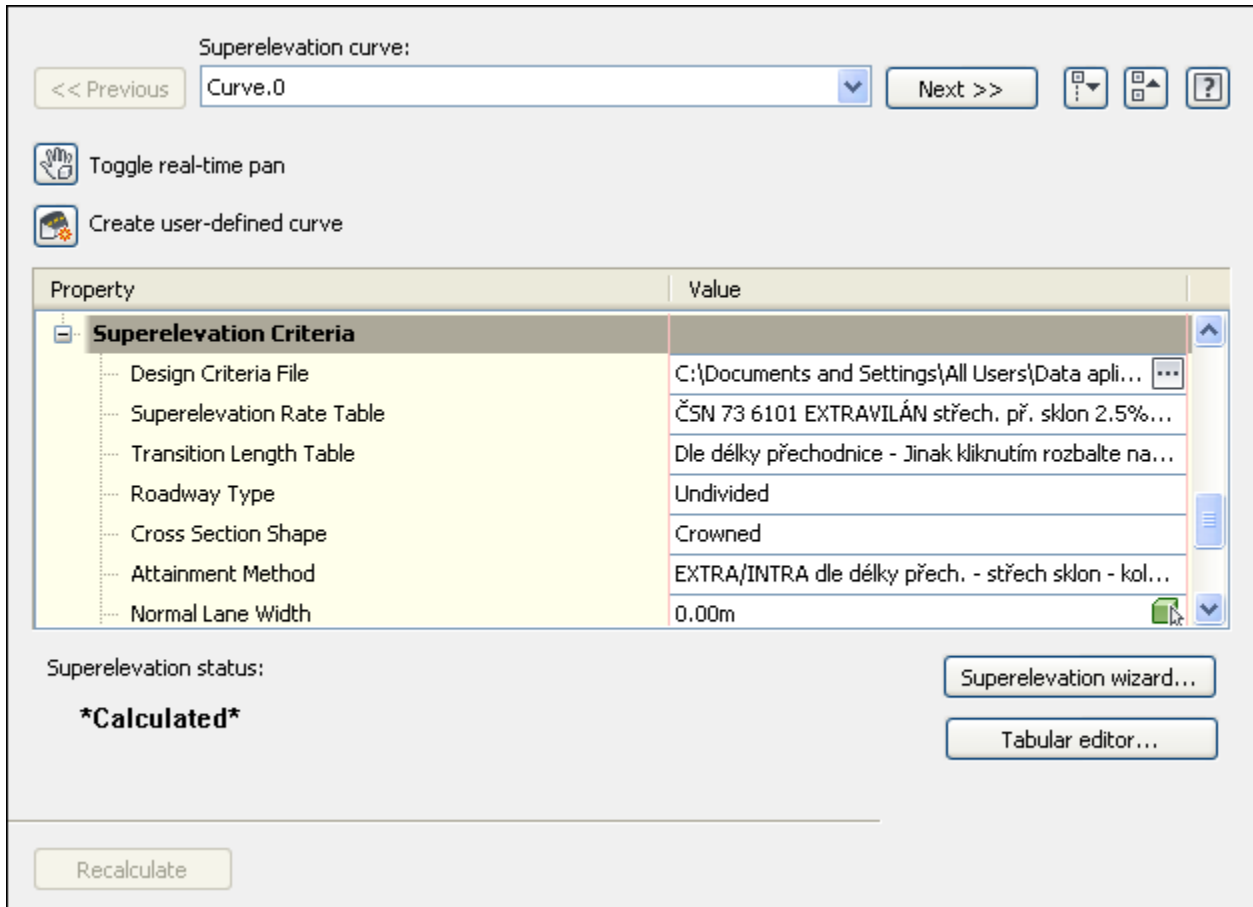 Superelevation curve:
<< Previous
Curve.0
Next >>
?
Toggle real-time pan
Create user-defined curve
Property Value
Superelevation Criteria
Design Criteria File C:\Documents and Settings\All Users\Data apli... ...
Superelevation Rate Table ČSN 73 6101 EXTRAVILÁN střech. př. sklon 2.5%...
Transition Length Table Dle délky přechodnice - Jinak kliknutím rozbalte na...
Roadway Type Undivided
Cross Section Shape Crowned
Attainment Method EXTRA/INTRA dle délky přech. - střech sklon - kol...
Normal Lane Width 0.00m
Superelevation status:
*Calculated*
Superelevation wizard...
Tabular editor...
Recalculate